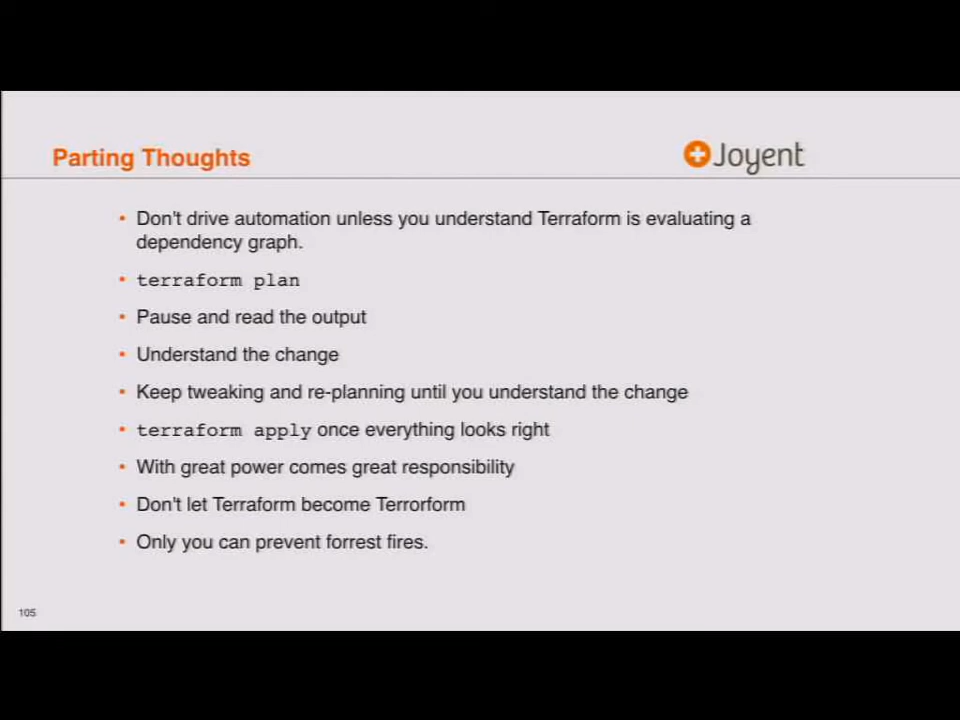 Parting Thoughts
Joyent
• Don't drive automation unless you understand Terraform is evaluating a
dependency graph.
• terraform plan
• Pause and read the output
• Understand the change
• Keep tweaking and re-planning until you understand the change
• terraform apply once everything looks right
• With great power comes great responsibility
• Don't let Terraform become Terrorform
• Only you can prevent forrest fires.
105